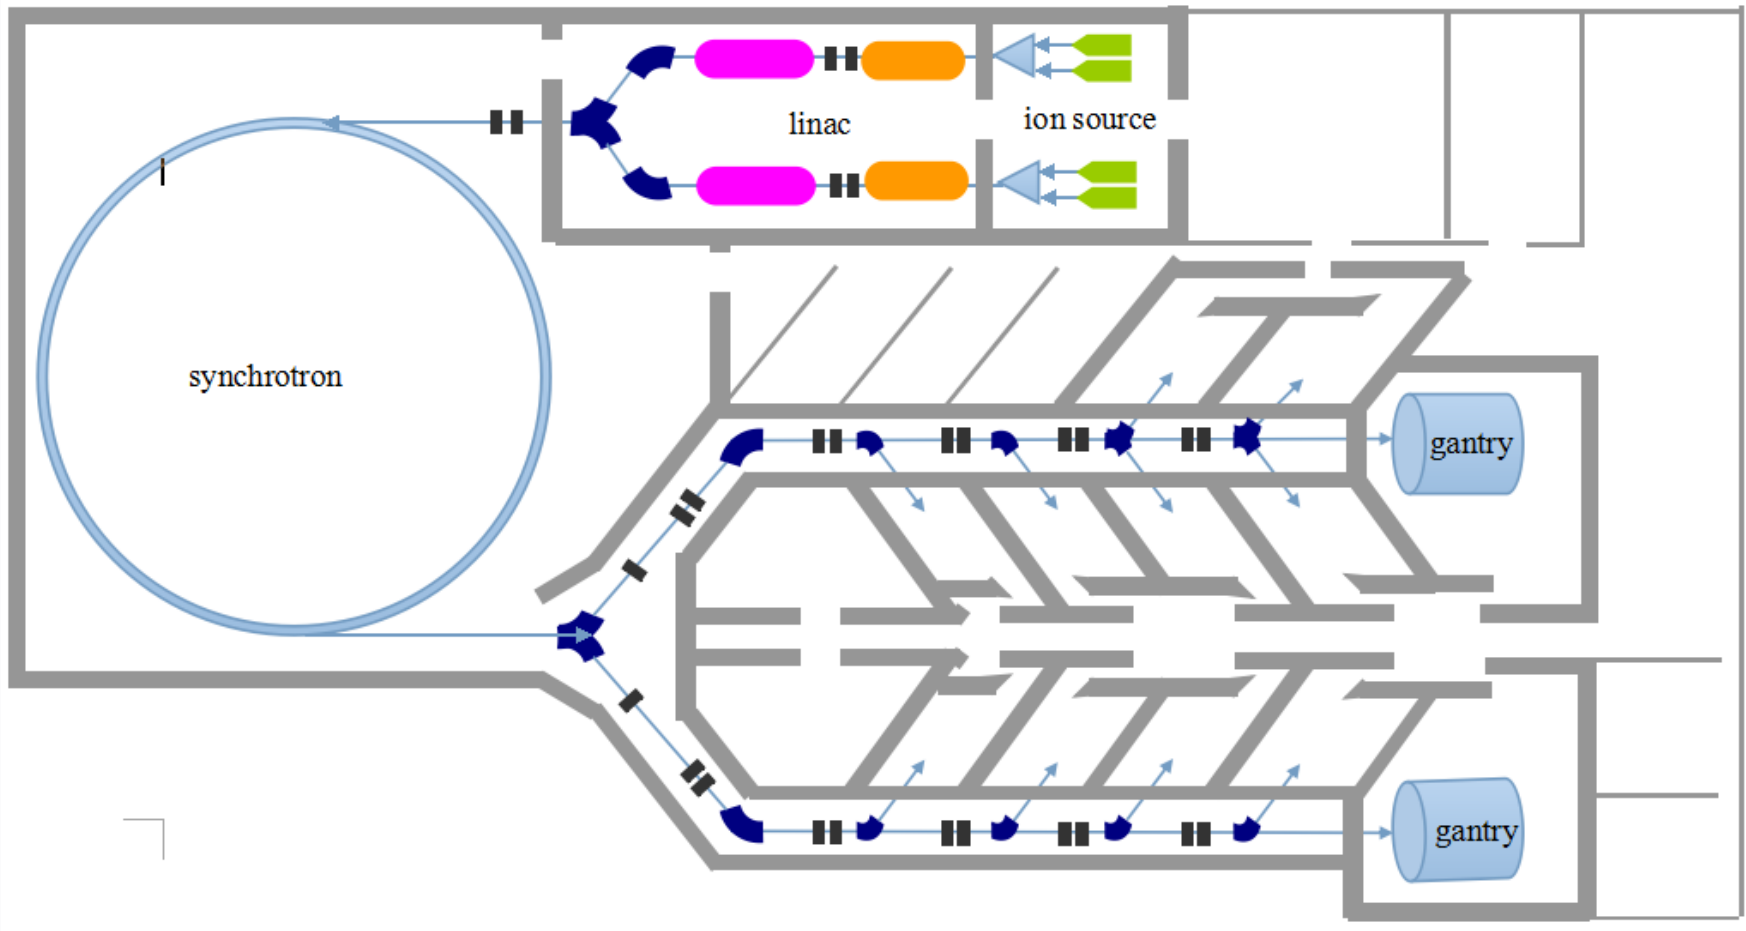 linac
ion source
synchrotron
gantry
gantry